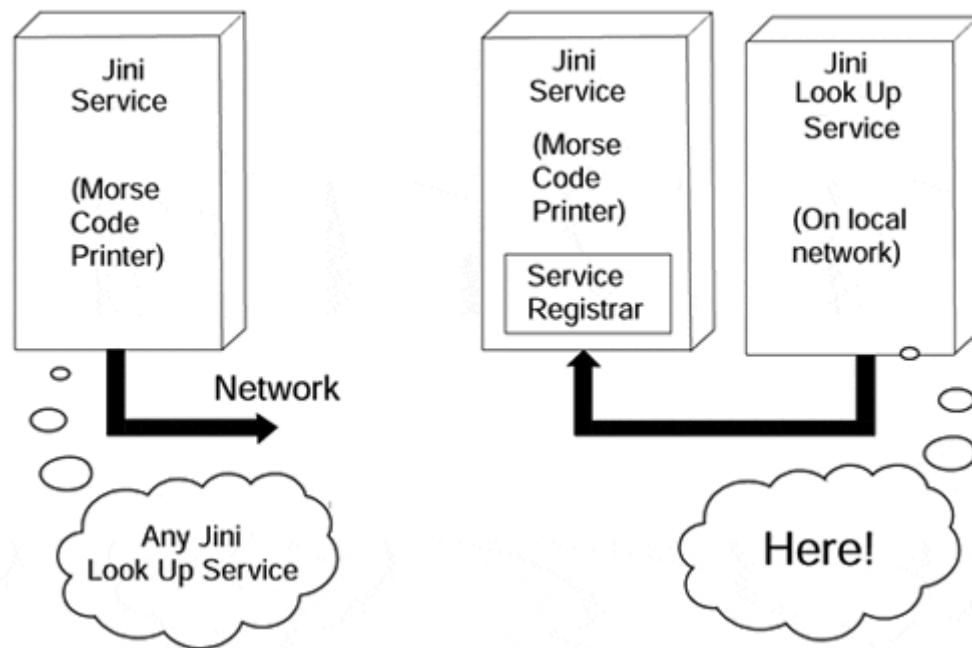 Jini
Service
(Morse
Code
Printer)
Network
Any Jini
Look Up Service
Jini
Service
(Morse
Code
Printer)
Service
Registrar
Jini
Look Up
Service
(On local
network)
Here!